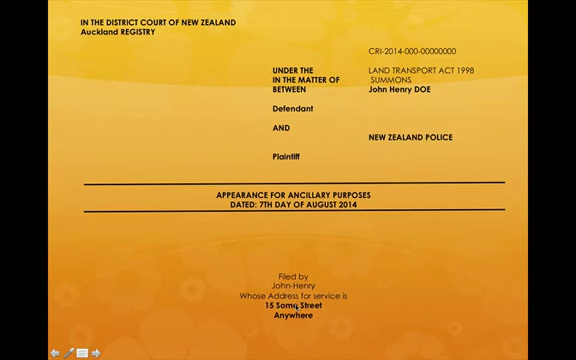 IN THE DISTRICT COURT OF NEW ZEALAND
Auckland REGISTRY
CRI-2014-000-00000000
UNDER THE LAND TRANSPORT ACT 1998
IN THE MATTER OF SUMMONS
BETWEEN John Henry DOE
Defendant
AND
NEW ZEALAND POLICE
Plaintiff
APPEARANCE FOR ANCILLARY PURPOSES
DATED: 7TH DAY OF AUGUST 2014
Filed by
John-Henry
Whose Address for service is
15 Some Street
Anywhere